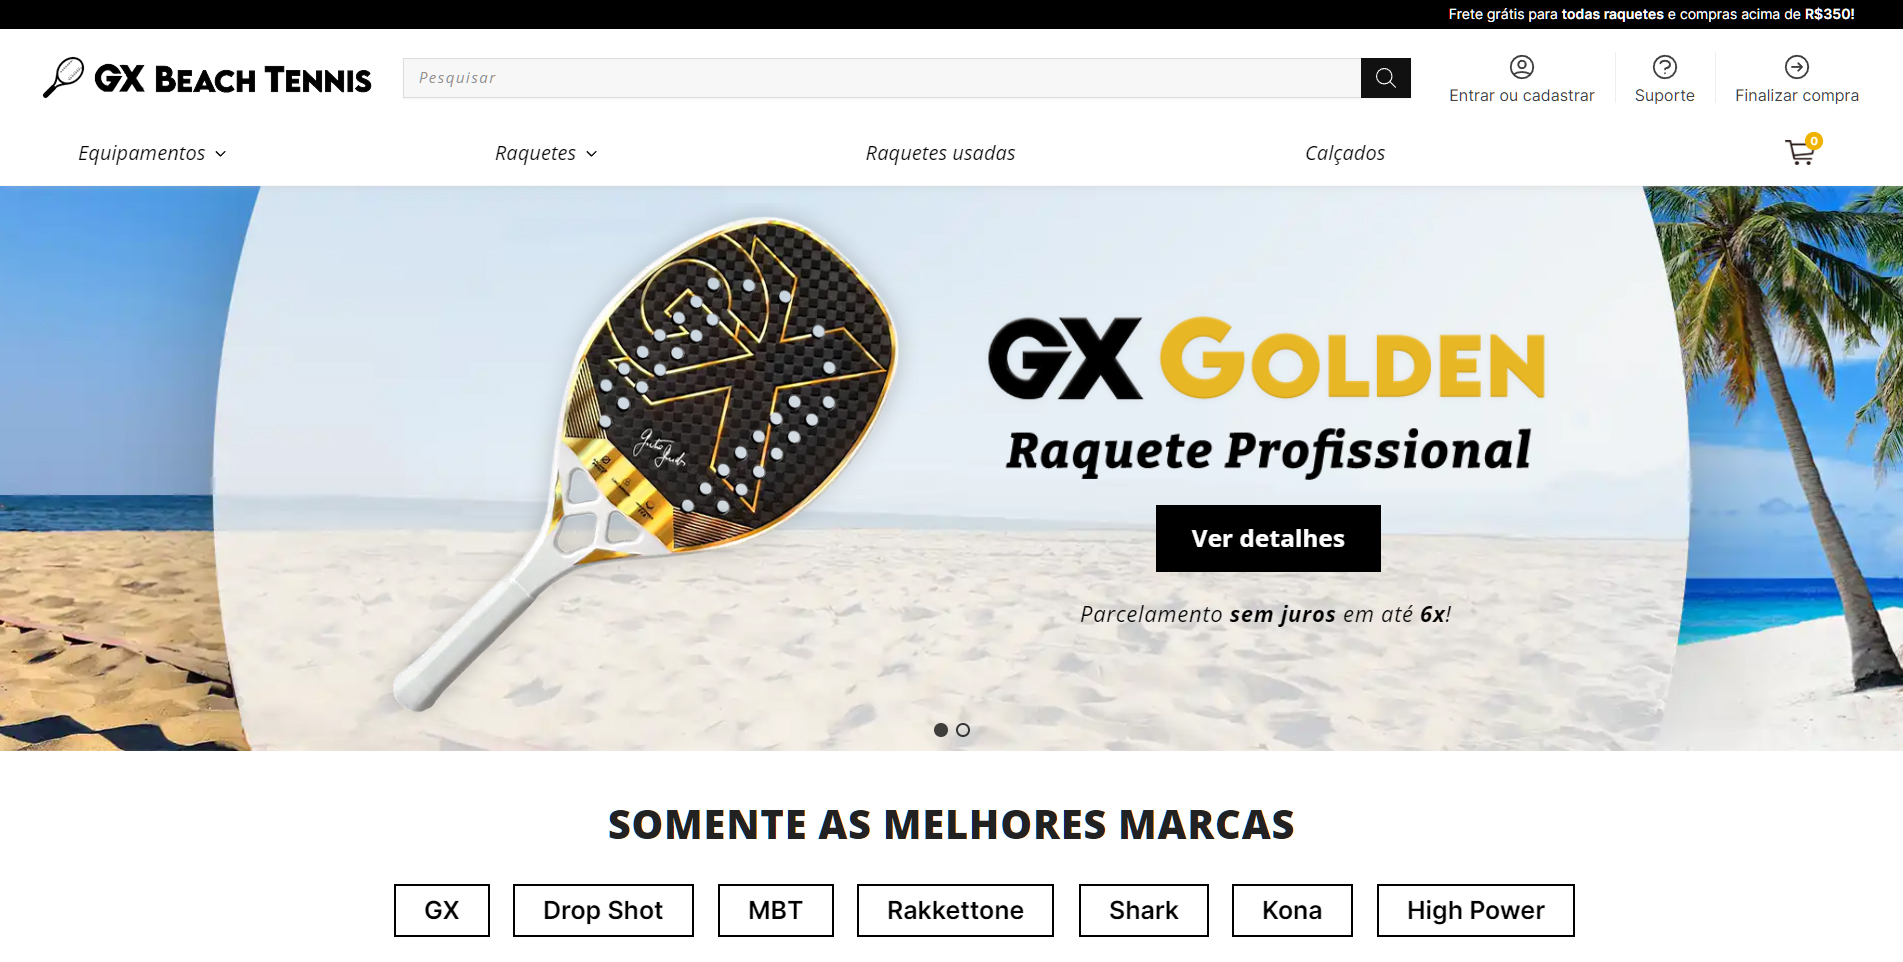 Frete grátis para todas raquetes e compras acima de R$350!
GX BEACH TENNIS
Pesquisar
Entrar ou cadastrar
Suporte
Finalizar compra
Equipamentos
Raquetes
Raquetes usadas
Calçados
0
GX
GX GOLDEN
Raquete Profissional
Ver detalhes
Parcelamento sem juros em até 6x!
SOMENTE AS MELHORES MARCAS
GX
Drop Shot
MBT
Rakkettone
Shark
Kona
High Power